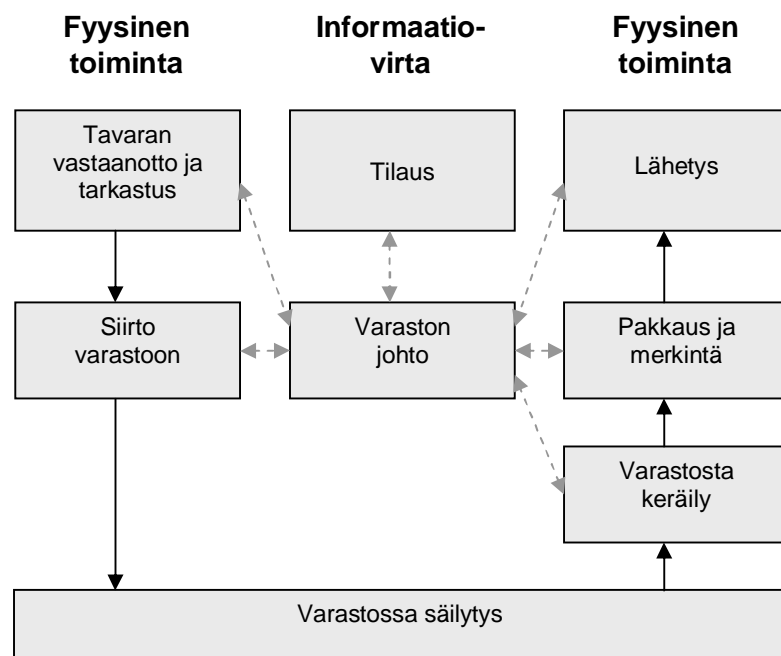 Fyysinen
toiminta
Informaatio-
virta
Fyysinen
toiminta
Tavaran
vastaanotto ja
tarkastus
Tilaus
Lähetys
Siirto
varastoon
Varaston
johto
Pakkaus ja
merkintä
Varastosta
keräily
Varastossa säilytys